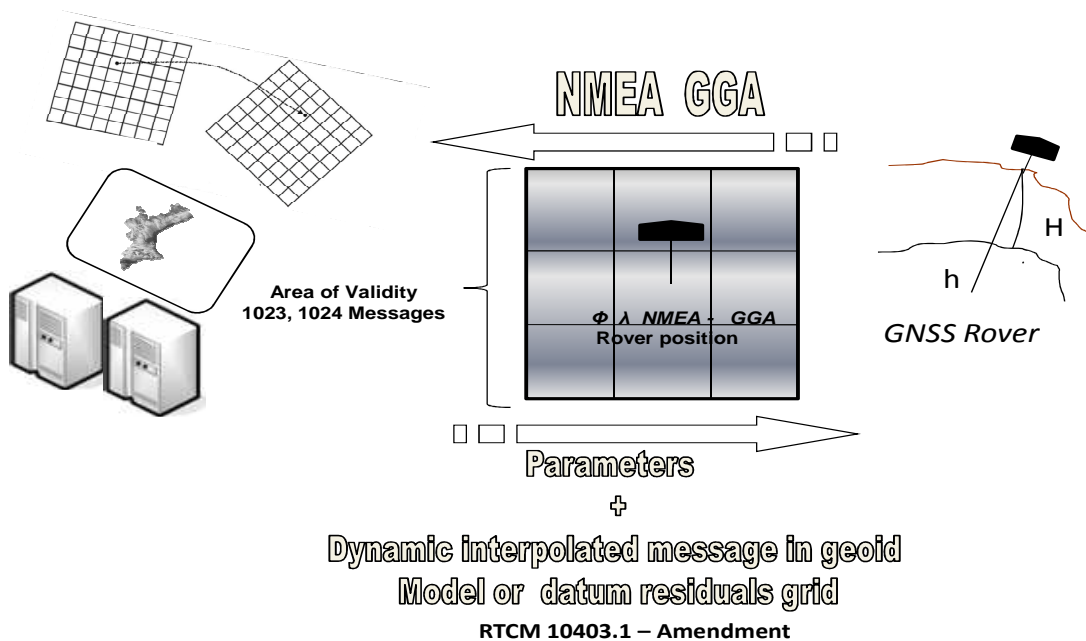 NMEA GGA
H
h
GNSS Rover
Area of Validity
1023, 1024 Messages
Φ λ NMEA - GGA
Rover position
Parameters
+
Dynamic interpolated message in geoid
Model or datum residuals grid
RTCM 10403.1 – Amendment